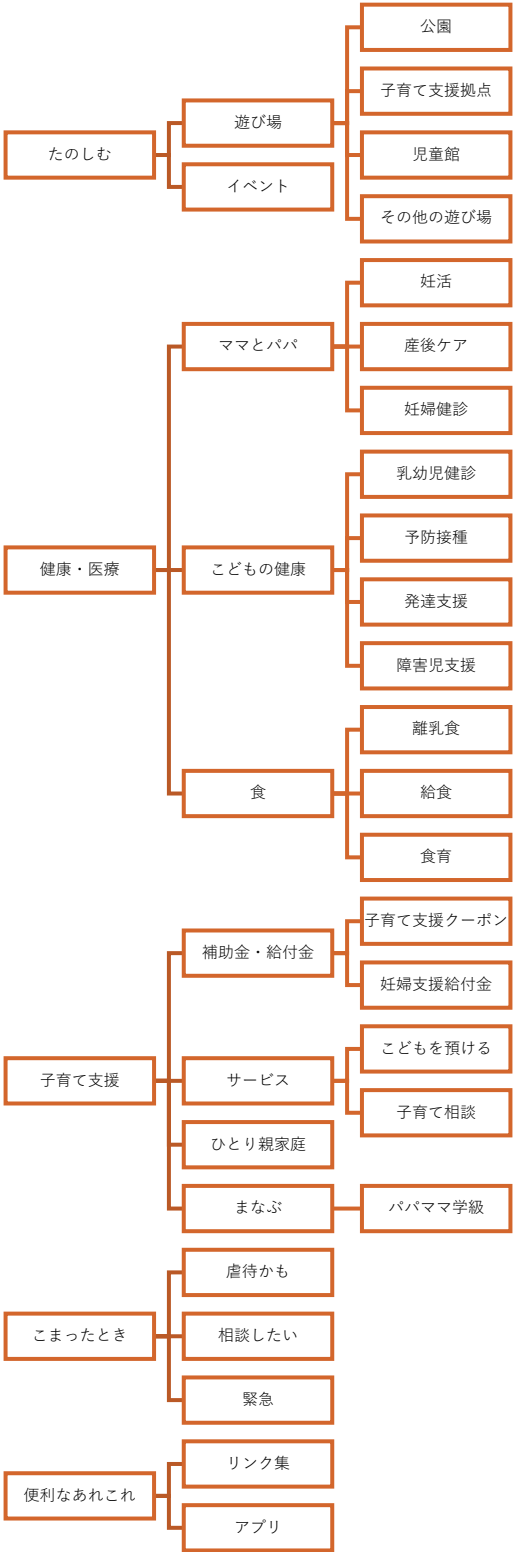 たのしむ
遊び場
公園
子育て支援拠点
児童館
その他の遊び場
イベント
健康・医療
ママとパパ
妊活
産後ケア
妊婦健診
こどもの健康
乳幼児健診
予防接種
発達支援
障害児支援
食
離乳食
給食
食育
子育て支援
補助金・給付金
子育て支援クーポン
妊婦支援給付金
サービス
こどもを預ける
子育て相談
ひとり親家庭
まなぶ
パパママ学級
こまったとき
虐待かも
相談したい
緊急
便利なあれこれ
リンク集
アプリ